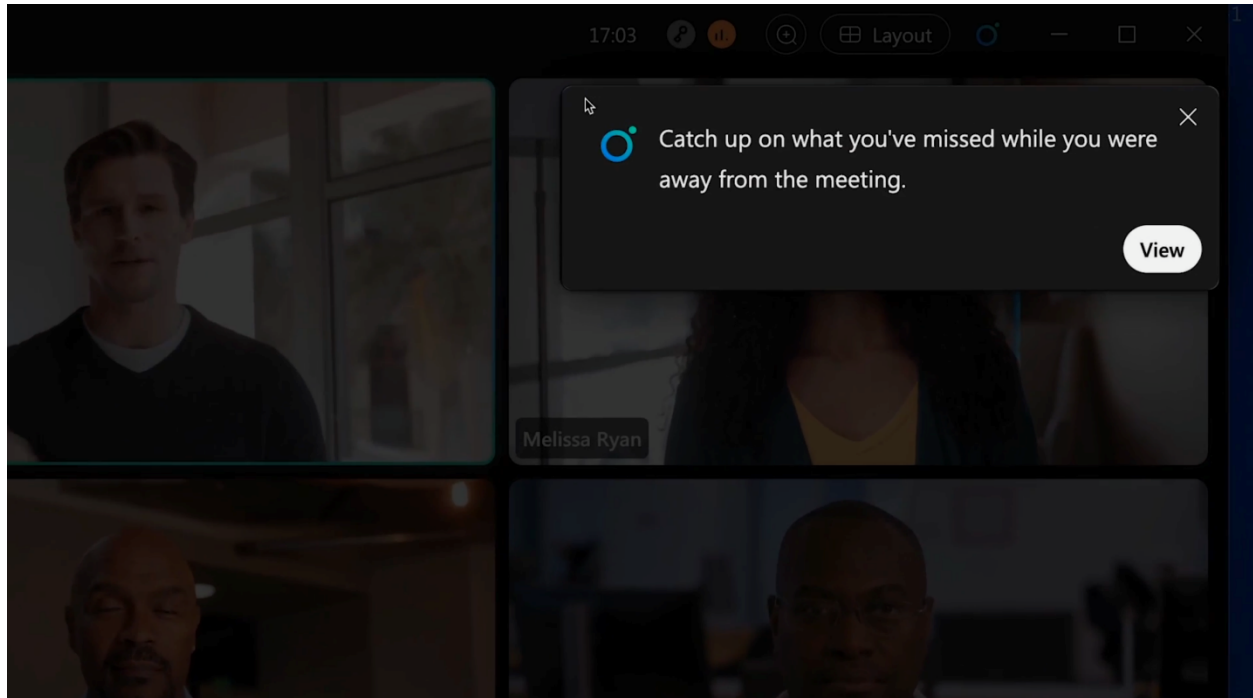 1
17:03
Layout
Catch up on what you've missed while you were
away from the meeting.
View
Melissa Ryan